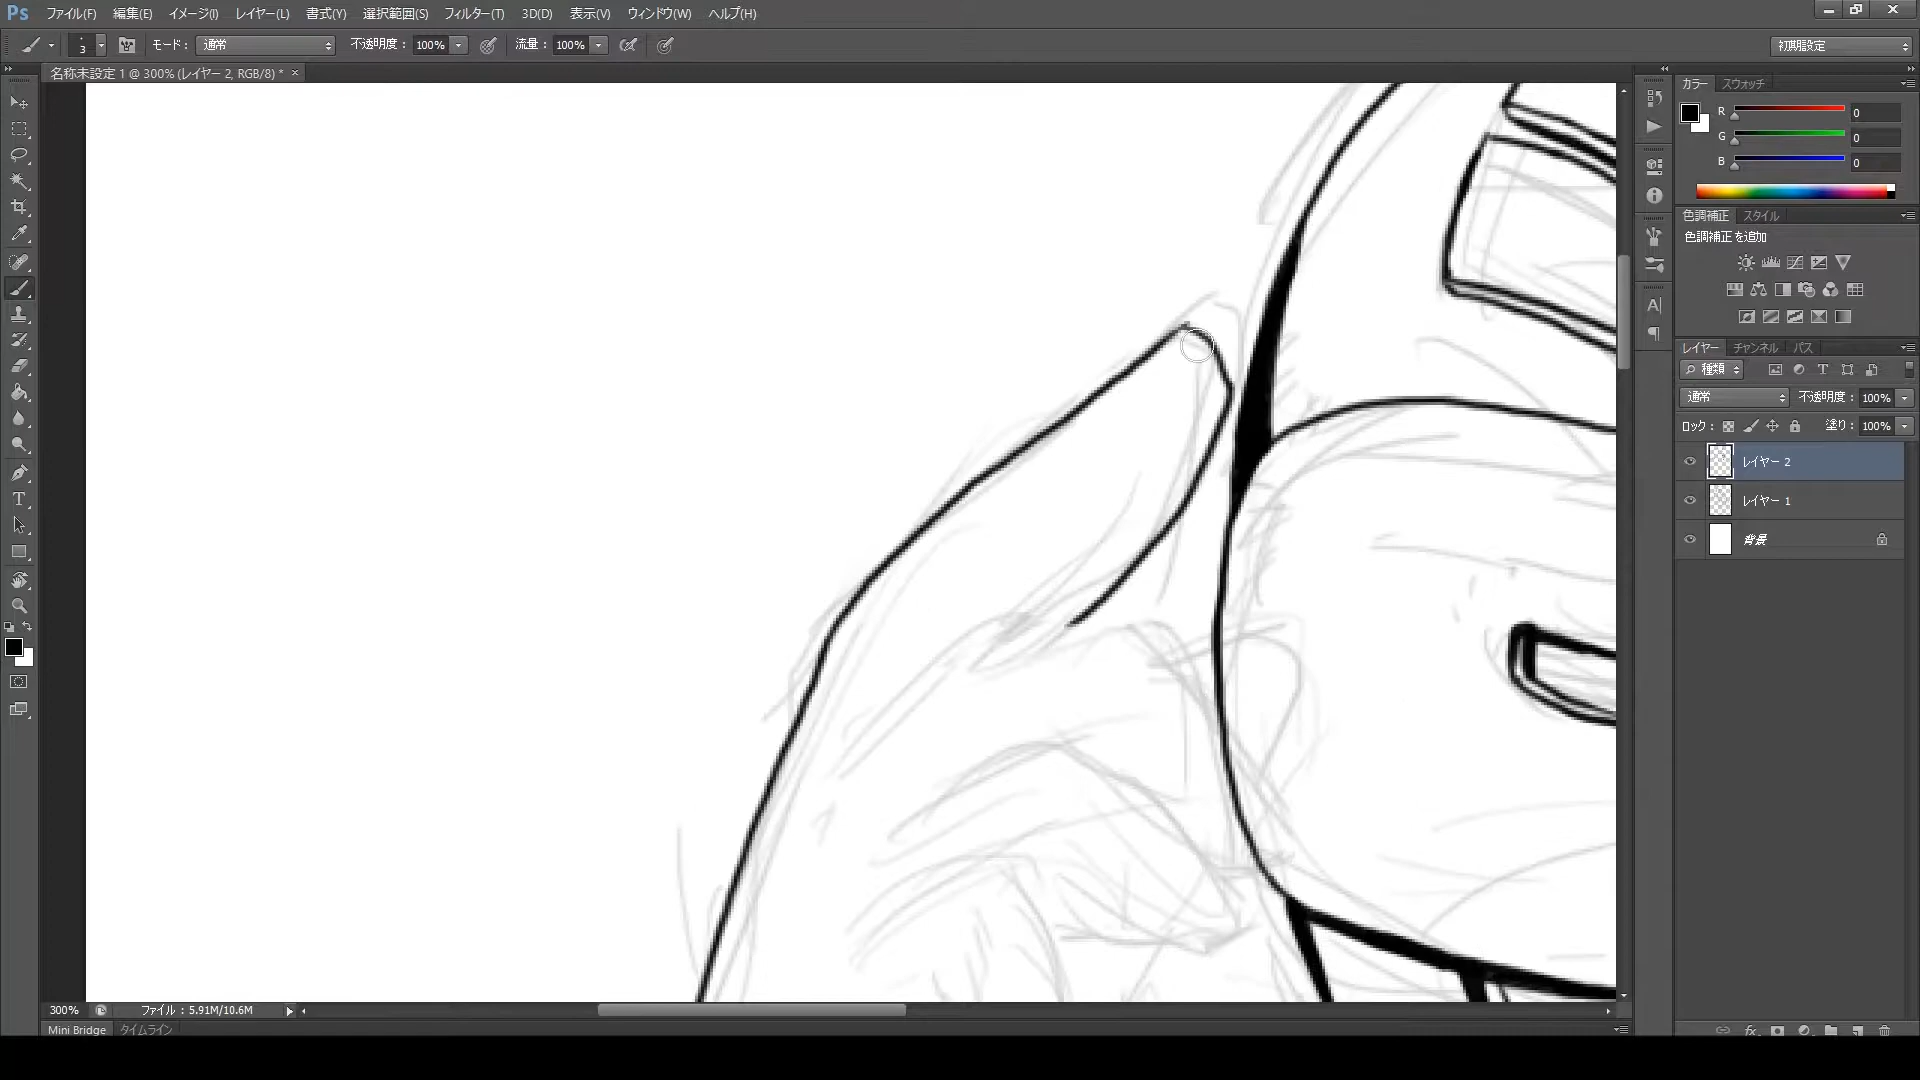 Ps ファイル(F) 編集(E) イメージ(I) レイヤー(L) 書式(Y) 選択範囲(S) フィルター(T) 3D(D) 表示(V) ウィンドウ(W) ヘルプ(H)
3 モード: 通常 不透明度: 100% 流量: 100% 初期設定
名称未設定 1 @ 300% (レイヤー 2, RGB/8) * ×
カラー スウォッチ
R 0
G 0
B 0
色調補正 スタイル
色調補正を追加
レイヤー チャンネル パス
種類
通常 不透明度: 100%
ロック: 塗り: 100%
レイヤー 2
レイヤー 1
背景
300% ファイル: 5.91M/10.6M
Mini Bridge タイムライン